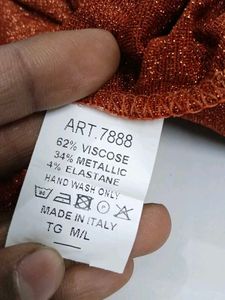 ART.7888
62% VISCOSE
34% METALLIC
4% ELASTANE
HAND WASH ONLY
MADE IN ITALY
TG M/L